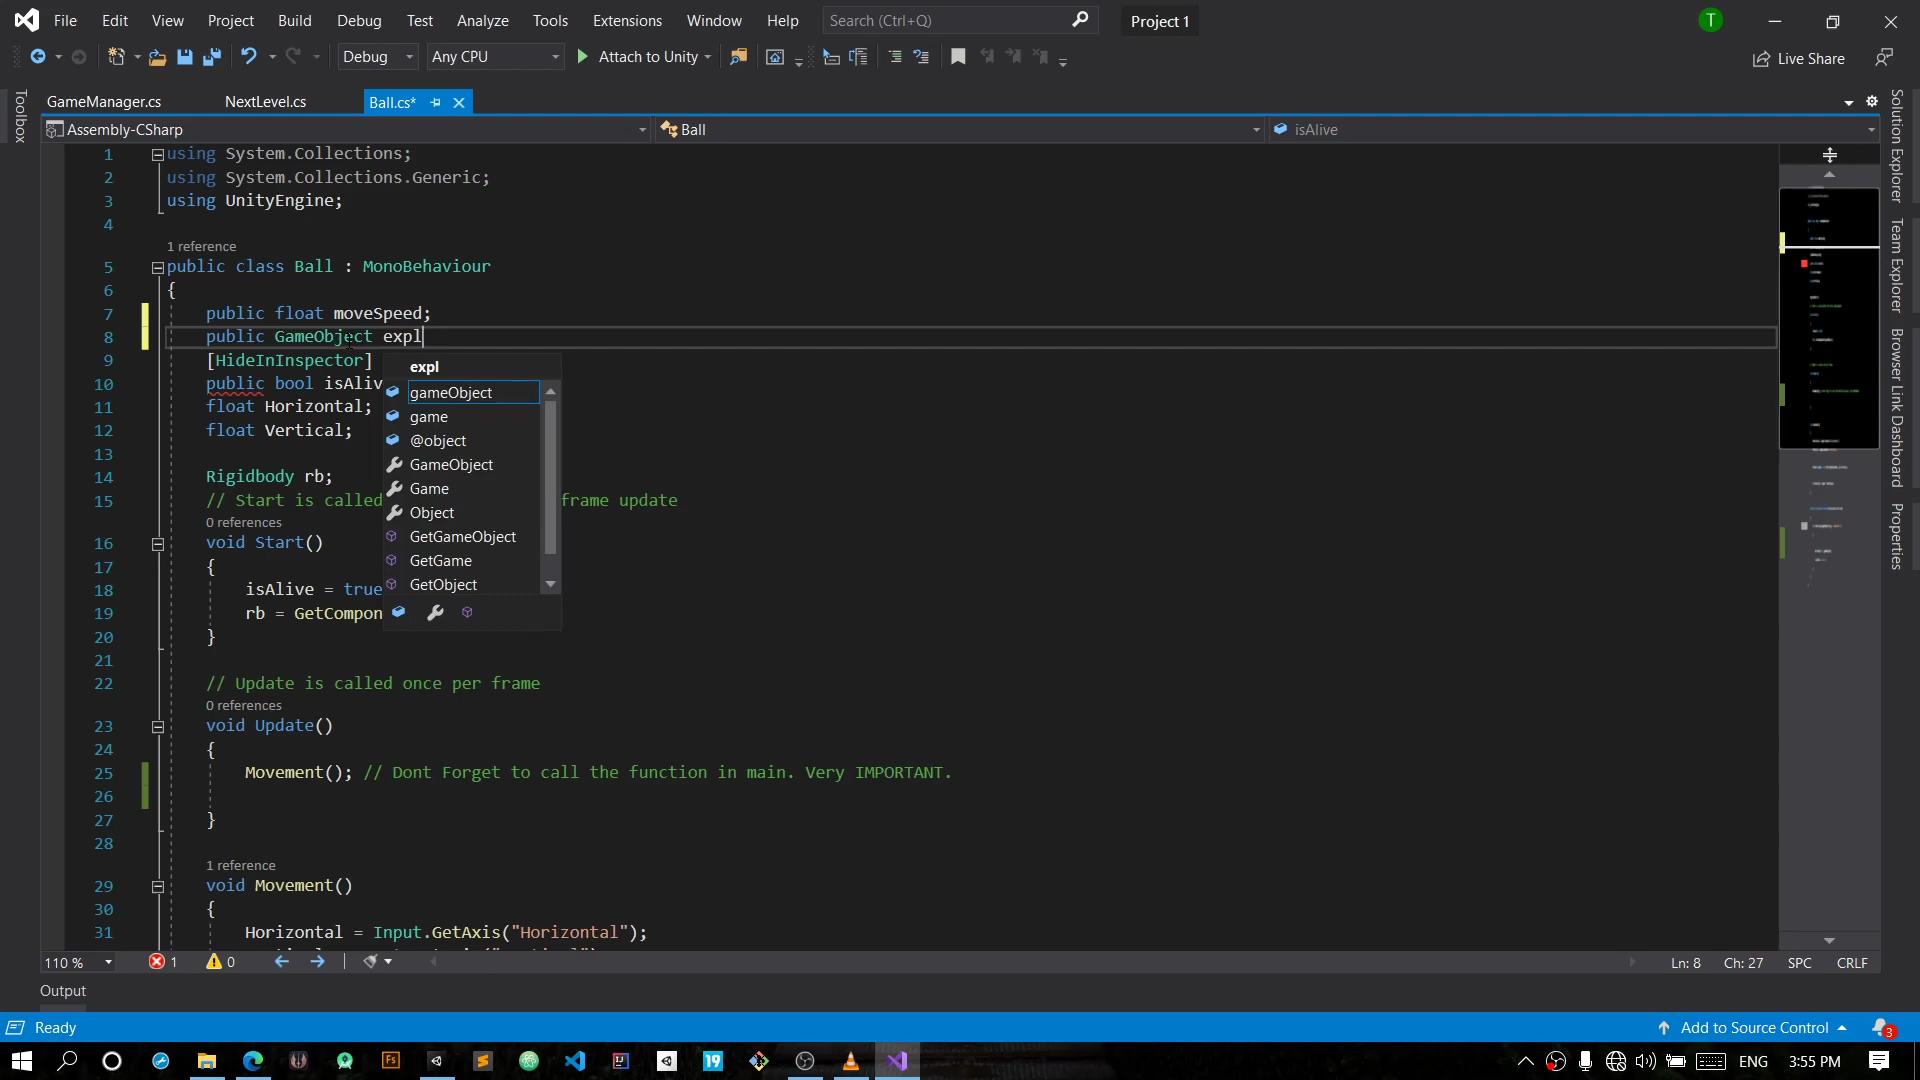 File Edit View Project Build Debug Test Analyze Tools Extensions Window Help Search (Ctrl+Q) Project 1 T
Debug Any CPU Attach to Unity Live Share
GameManager.cs NextLevel.cs Ball.cs*
Assembly-CSharp Ball isAlive
1 using System.Collections;
2 using System.Collections.Generic;
3 using UnityEngine;
4
1 reference
5 public class Ball : MonoBehaviour
6 {
7 public float moveSpeed;
8 public GameObject expl
9 [HideInInspector]
10 public bool isAliv
11 float Horizontal;
12 float Vertical;
13
14 Rigidbody rb;
15 // Start is called frame update
0 references
16 void Start()
17 {
18 isAlive = true
19 rb = GetCompon
20 }
21
22 // Update is called once per frame
0 references
23 void Update()
24 {
25 Movement(); // Dont Forget to call the function in main. Very IMPORTANT.
26
27 }
28
1 reference
29 void Movement()
30 {
31 Horizontal = Input.GetAxis("Horizontal");
expl
gameObject
game
@object
GameObject
Game
Object
GetGameObject
GetGame
GetObject
Toolbox
Solution Explorer
Team Explorer
Browser Link Dashboard
Properties
110 % 1 0 Ln: 8 Ch: 27 SPC CRLF
Output
Ready Add to Source Control 3
Fs 19 ENG 3:55 PM